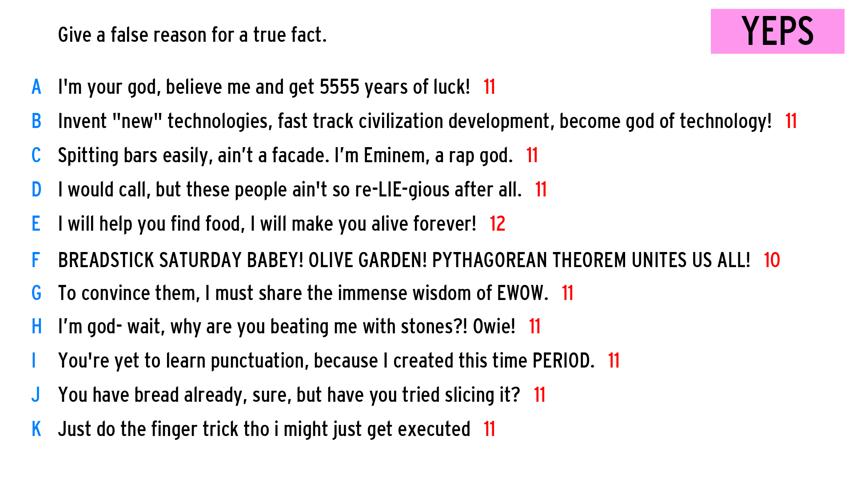 Give a false reason for a true fact.
YEPS
A I'm your god, believe me and get 5555 years of luck! 11
B Invent "new" technologies, fast track civilization development, become god of technology! 11
C Spitting bars easily, ain't a facade. I'm Eminem, a rap god. 11
D I would call, but these people ain't so re-LIE-gious after all. 11
E I will help you find food, I will make you alive forever! 12
F BREADSTICK SATURDAY BABEY! OLIVE GARDEN! PYTHAGOREAN THEOREM UNITES US ALL! 10
G To convince them, I must share the immense wisdom of EWOW. 11
H I'm god- wait, why are you beating me with stones?! Owie! 11
I You're yet to learn punctuation, because I created this time PERIOD. 11
J You have bread already, sure, but have you tried slicing it? 11
K Just do the finger trick tho i might just get executed 11